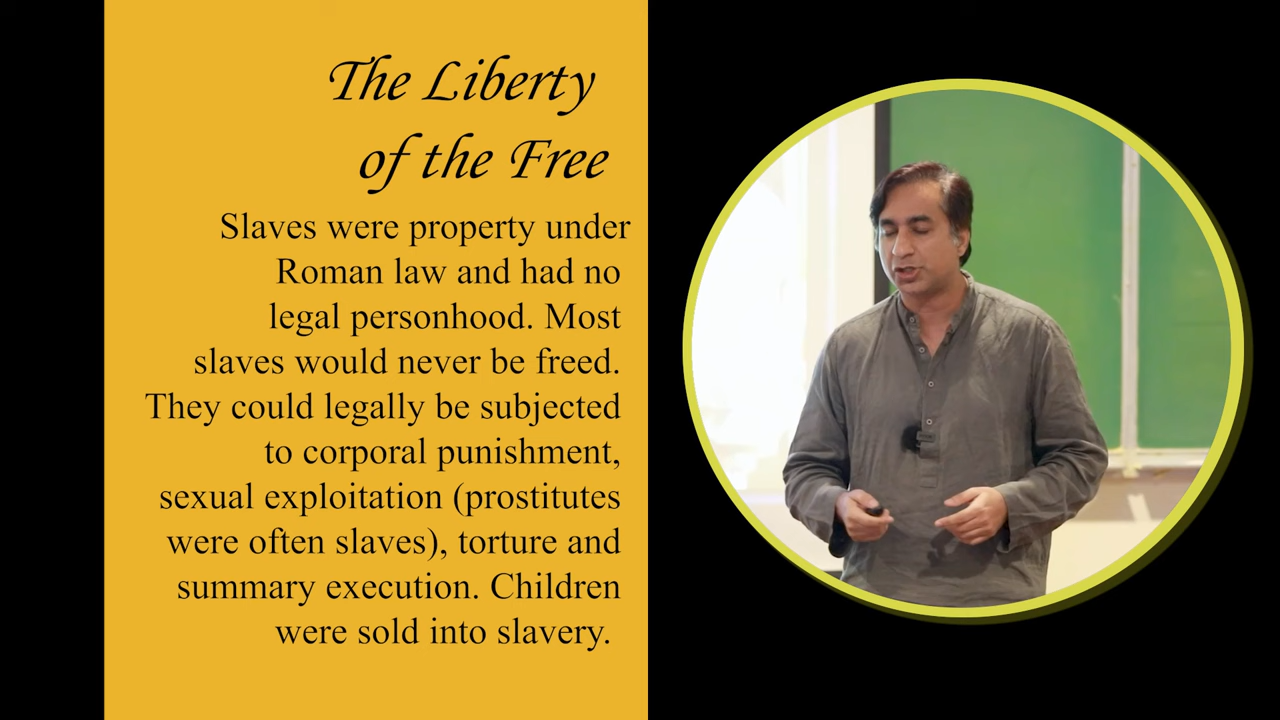 The Liberty
of the Free
Slaves were property under
Roman law and had no
legal personhood. Most
slaves would never be freed.
They could legally be subjected
to corporal punishment,
sexual exploitation (prostitutes
were often slaves), torture and
summary execution. Children
were sold into slavery.